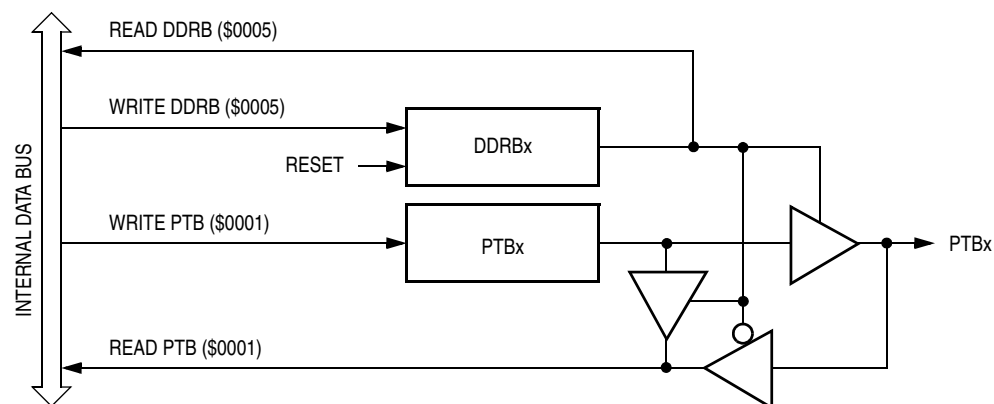 READ DDRB ($0005)
WRITE DDRB ($0005)
DDRBx
RESET
INTERNAL DATA BUS
WRITE PTB ($0001)
PTBx
PTBx
READ PTB ($0001)